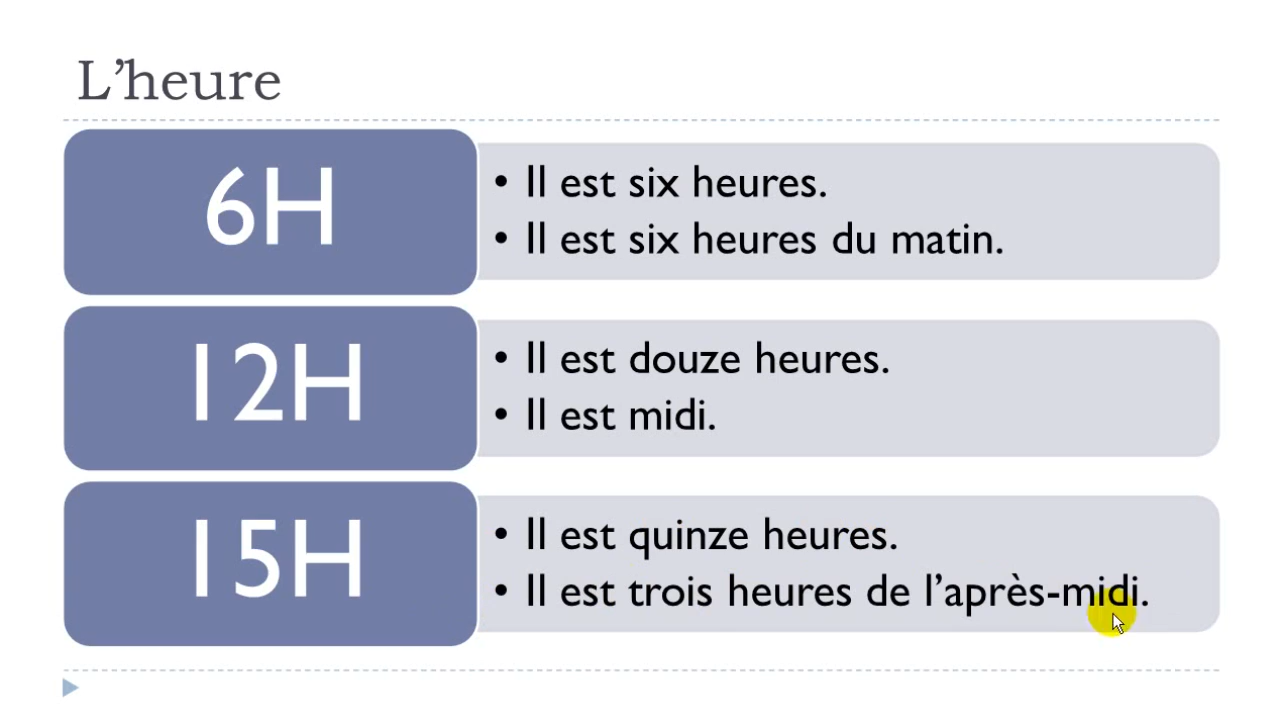 L’heure
6H
• Il est six heures.
• Il est six heures du matin.
12H
• Il est douze heures.
• Il est midi.
15H
• Il est quinze heures.
• Il est trois heures de l’après-midi.